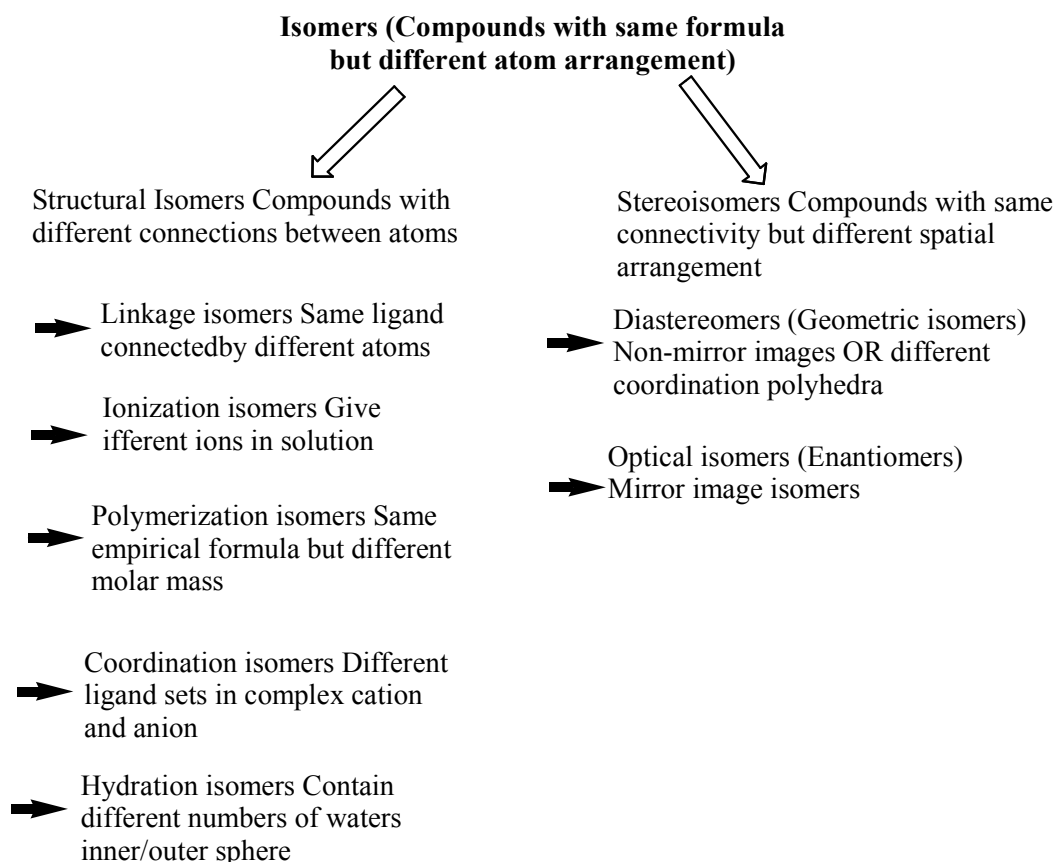 Isomers (Compounds with same formula
but different atom arrangement)
Structural Isomers Compounds with
different connections between atoms
Linkage isomers Same ligand
connectedby different atoms
Ionization isomers Give
ifferent ions in solution
Polymerization isomers Same
empirical formula but different
molar mass
Coordination isomers Different
ligand sets in complex cation
and anion
Hydration isomers Contain
different numbers of waters
inner/outer sphere
Stereoisomers Compounds with same
connectivity but different spatial
arrangement
Diastereomers (Geometric isomers)
Non-mirror images OR different
coordination polyhedra
Optical isomers (Enantiomers)
Mirror image isomers